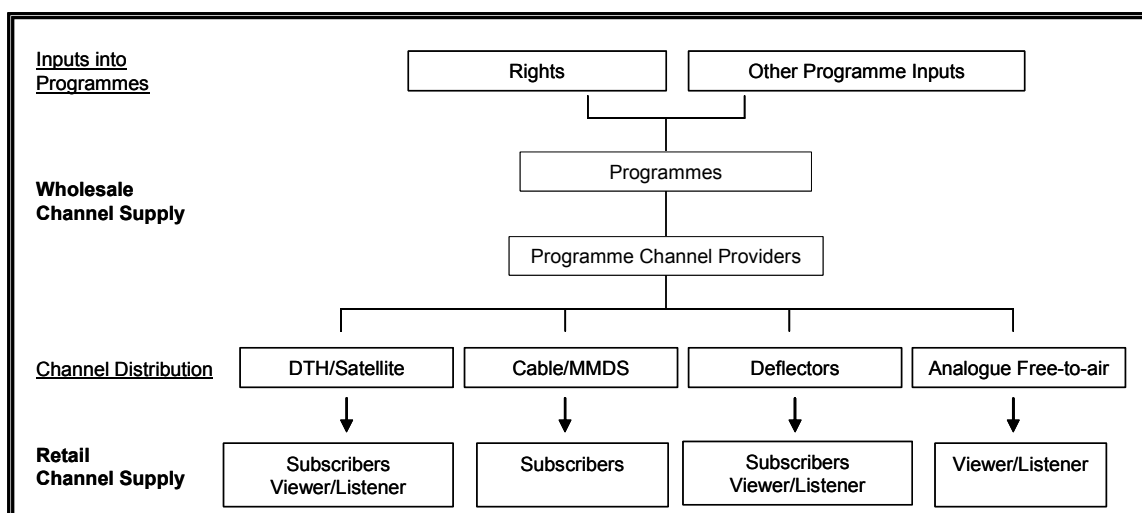 Inputs into
Programmes
Rights
Other Programme Inputs
Programmes
Wholesale
Channel Supply
Programme Channel Providers
Channel Distribution
DTH/Satellite
Cable/MMDS
Deflectors
Analogue Free-to-air
Retail
Channel Supply
Subscribers
Viewer/Listener
Subscribers
Subscribers
Viewer/Listener
Viewer/Listener